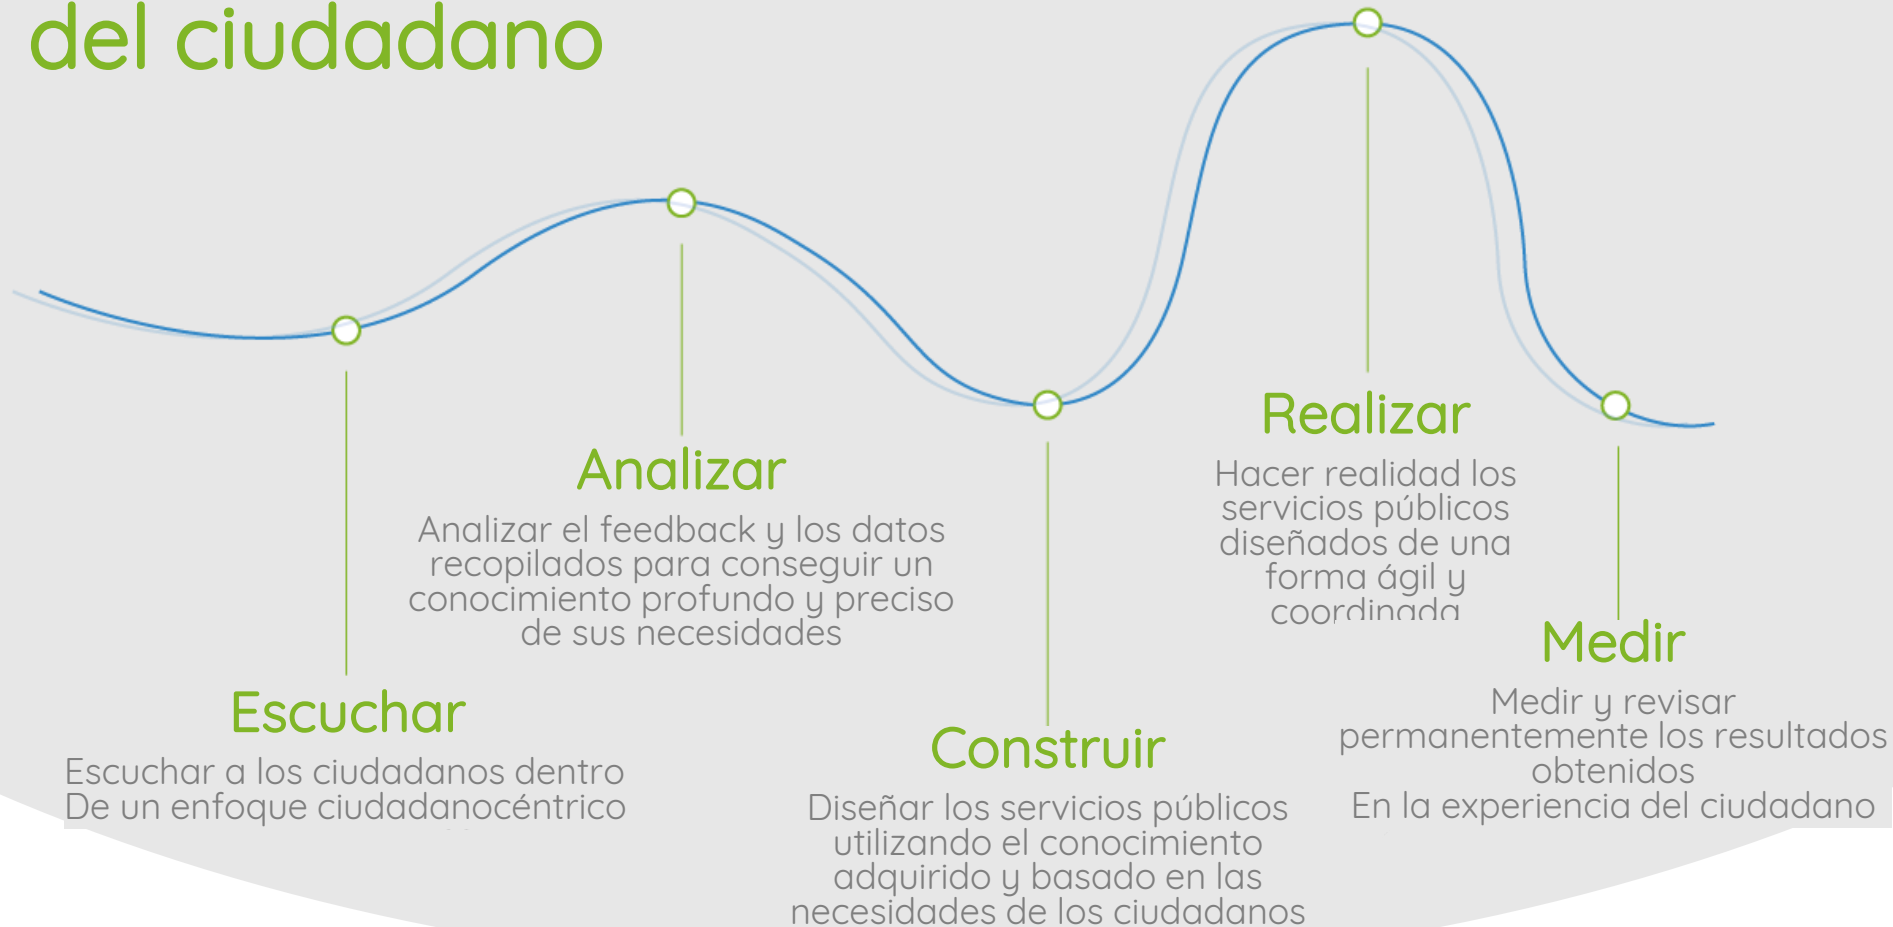 del ciudadano
Escuchar
Escuchar a los ciudadanos dentro
De un enfoque ciudadanocéntrico
Analizar
Analizar el feedback y los datos
recopilados para conseguir un
conocimiento profundo y preciso
de sus necesidades
Construir
Diseñar los servicios públicos
utilizando el conocimiento
adquirido y basado en las
necesidades de los ciudadanos
Realizar
Hacer realidad los
servicios públicos
diseñados de una
forma ágil y
coordinada
Medir
Medir y revisar
permanentemente los resultados
obtenidos
En la experiencia del ciudadano